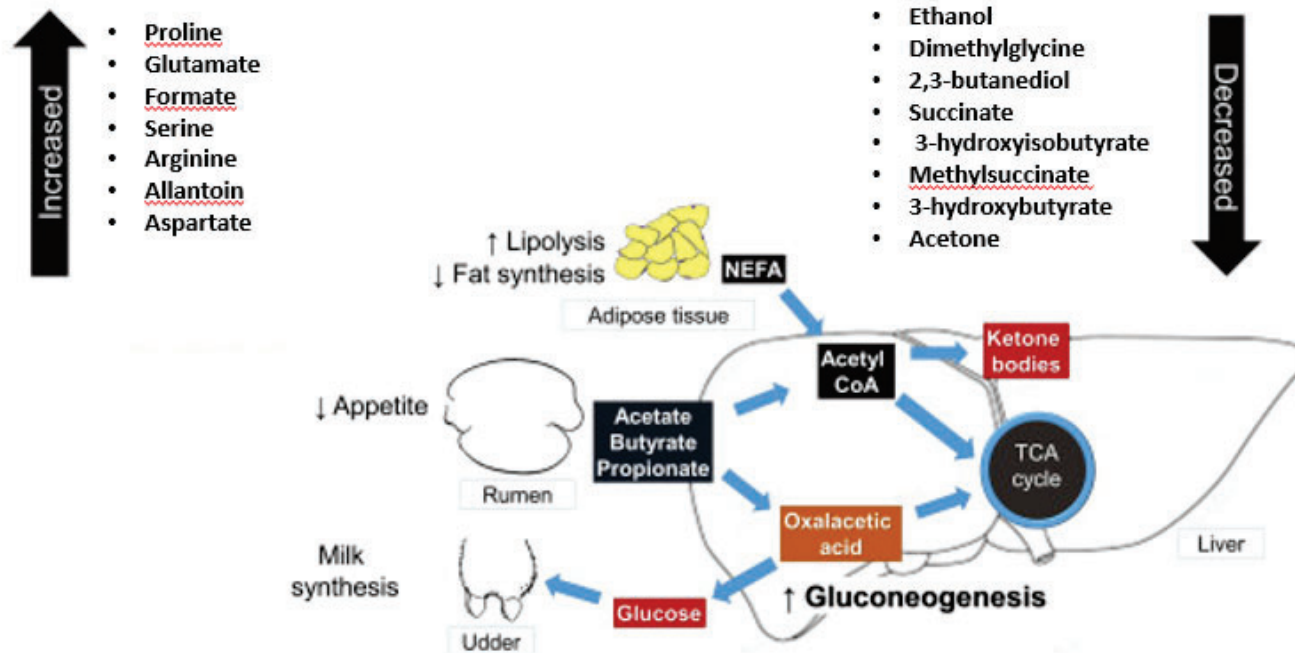 Increased
• Proline
• Glutamate
• Formate
• Serine
• Arginine
• Allantoin
• Aspartate
• Ethanol
• Dimethylglycine
• 2,3-butanediol
• Succinate
• 3-hydroxyisobutyrate
• Methylsuccinate
• 3-hydroxybutyrate
• Acetone
Decreased
↑ Lipolysis
↓ Fat synthesis
NEFA
Adipose tissue
Acetyl
CoA
Ketone
bodies
↓ Appetite
Rumen
Acetate
Butyrate
Propionate
TCA
cycle
Oxalacetic
acid
Liver
Milk
synthesis
Udder
Glucose
↑ Gluconeogenesis